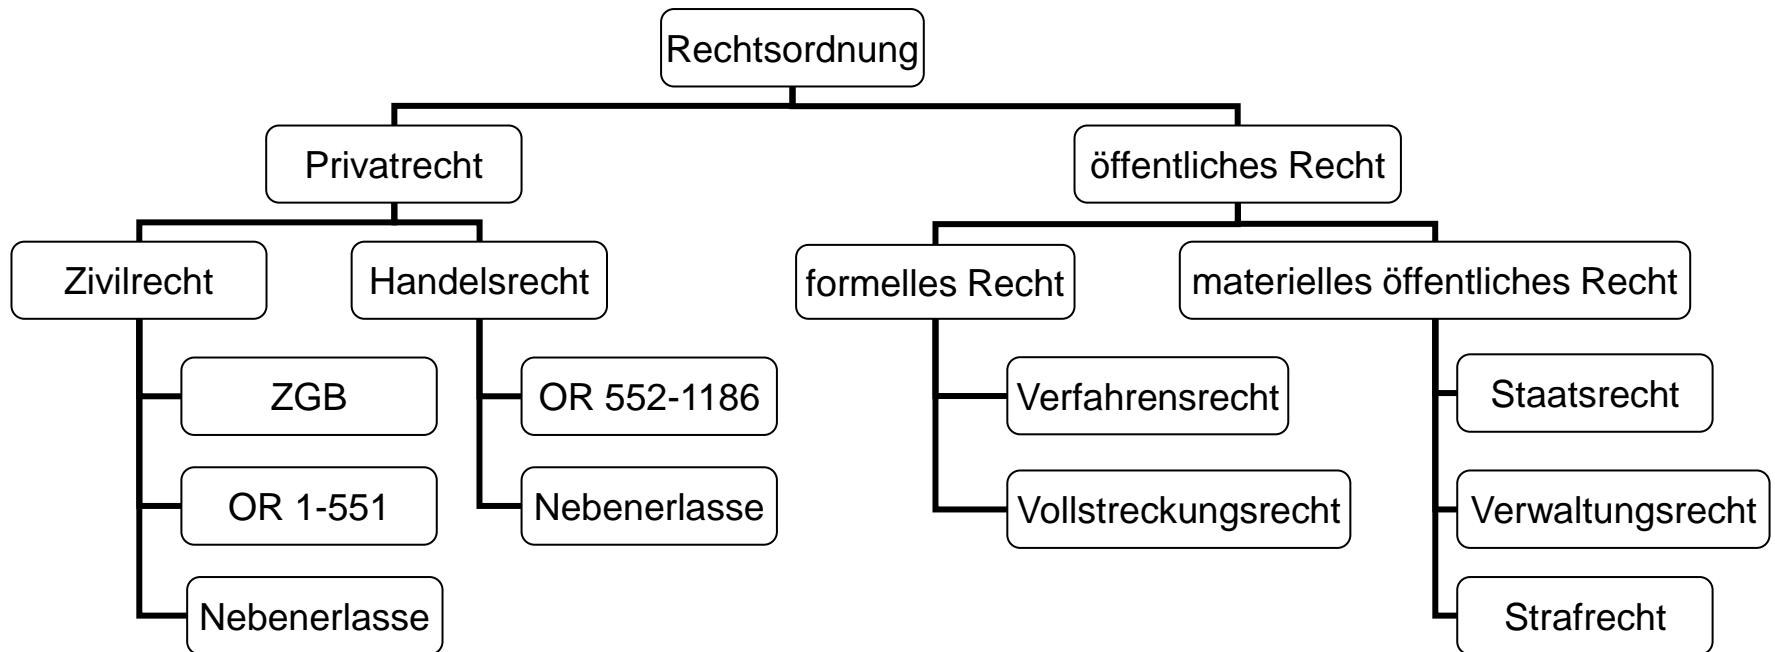 Rechtsordnung
Privatrecht
öffentliches Recht
Zivilrecht
Handelsrecht
formelles Recht
materielles öffentliches Recht
ZGB
OR 552-1186
Verfahrensrecht
Staatsrecht
OR 1-551
Nebenerlasse
Vollstreckungsrecht
Verwaltungsrecht
Nebenerlasse
Strafrecht